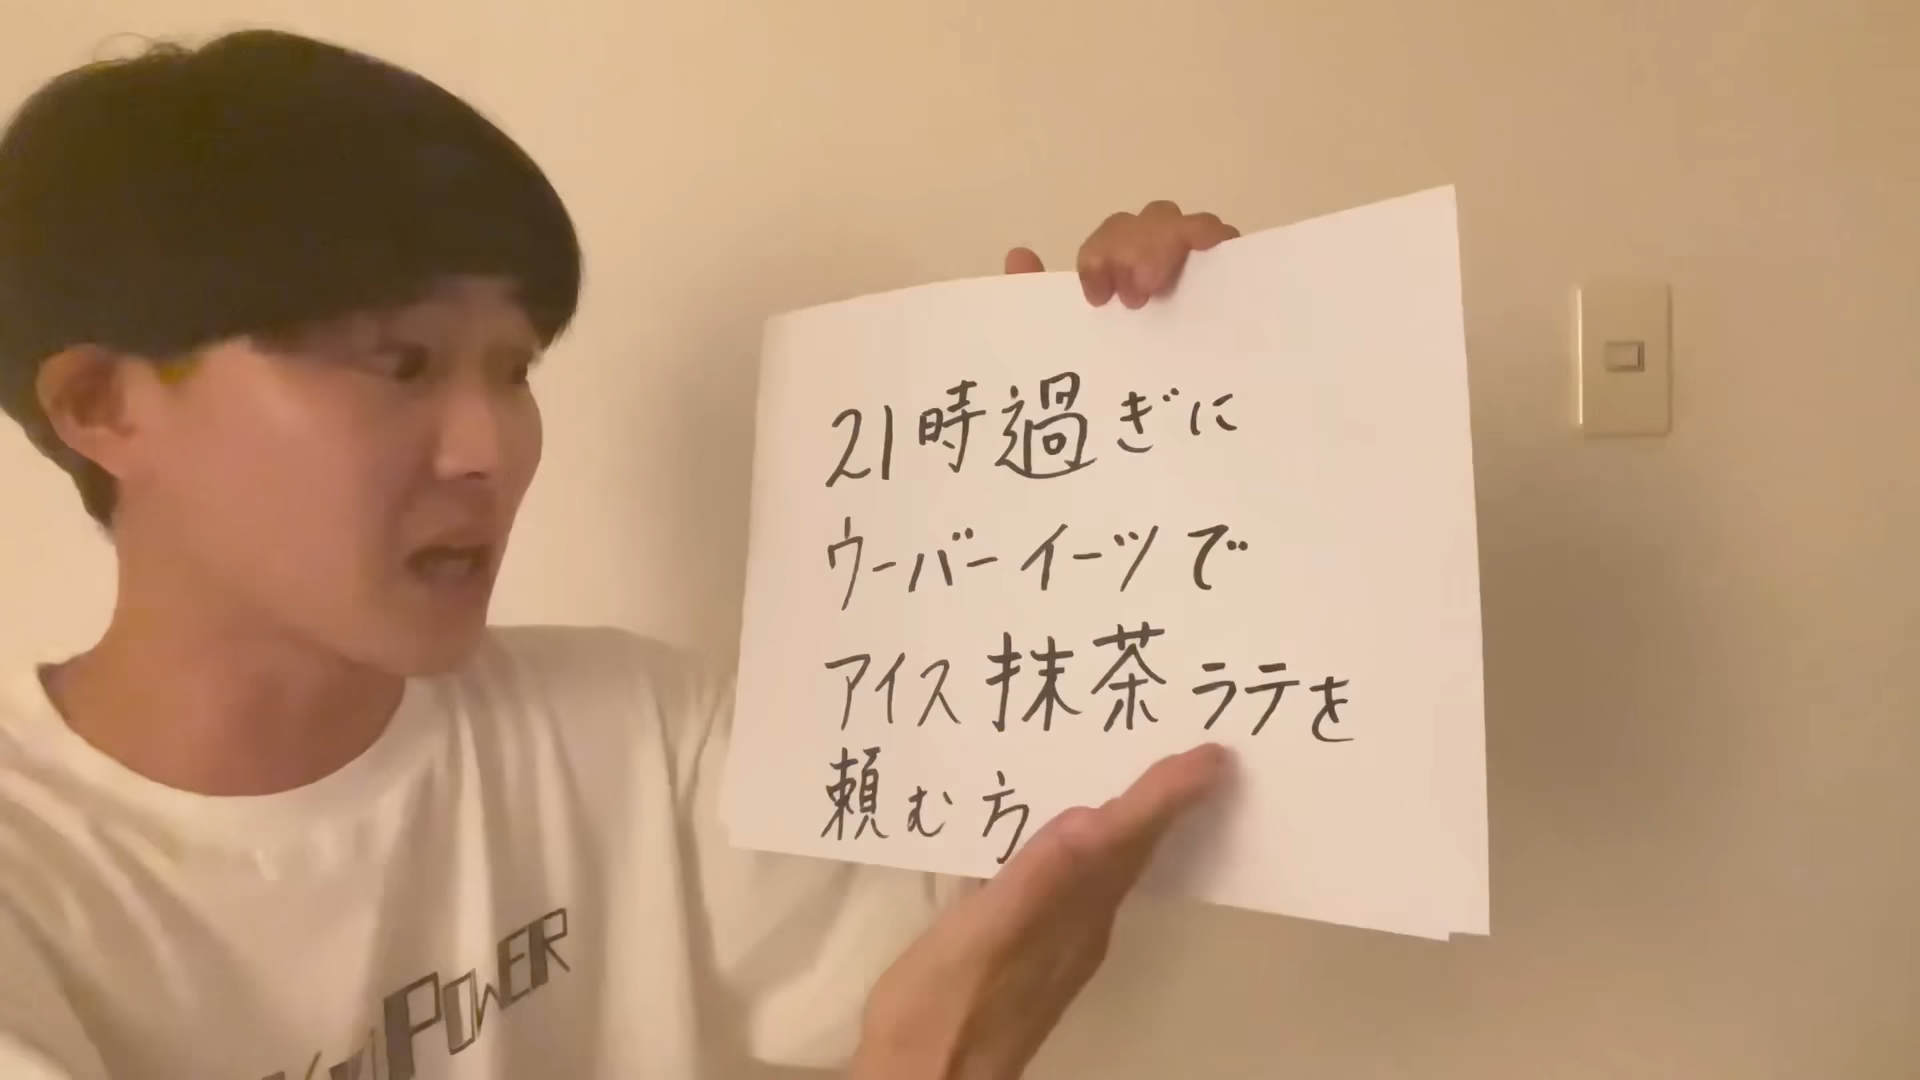 21時過ぎに
ウーバーイーツで
アイス抹茶ラテを
頼む方
POWER